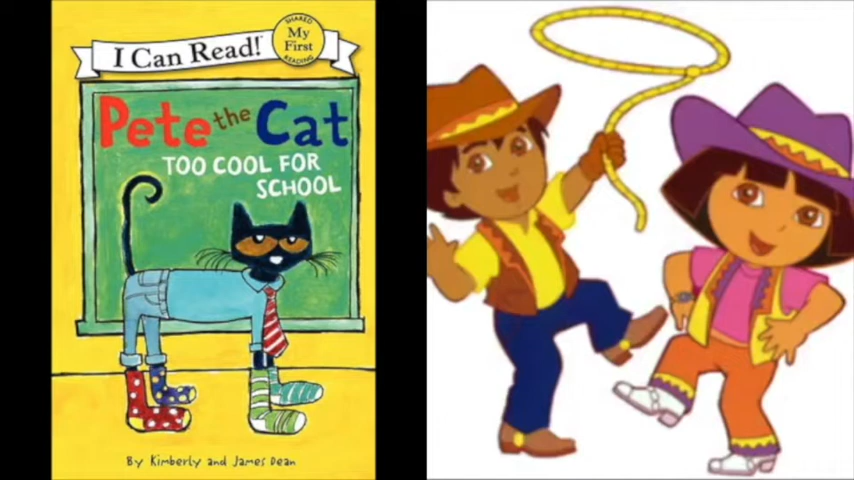 I Can Read!
SHARED
My
First
READING
Pete the Cat
TOO COOL FOR
SCHOOL
By Kimberly and James Dean